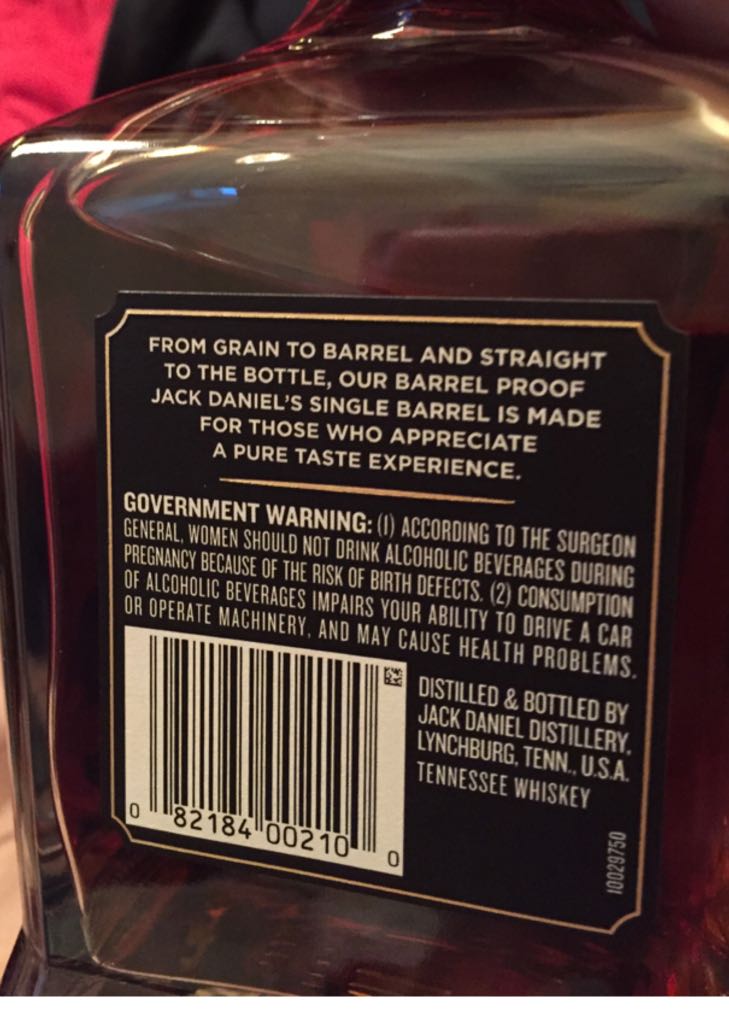 FROM GRAIN TO BARREL AND STRAIGHT
TO THE BOTTLE, OUR BARREL PROOF
JACK DANIEL'S SINGLE BARREL IS MADE
FOR THOSE WHO APPRECIATE
A PURE TASTE EXPERIENCE.
GOVERNMENT WARNING: (1) ACCORDING TO THE SURGEON
GENERAL, WOMEN SHOULD NOT DRINK ALCOHOLIC BEVERAGES DURING
PREGNANCY BECAUSE OF THE RISK OF BIRTH DEFECTS. (2) CONSUMPTION
OF ALCOHOLIC BEVERAGES IMPAIRS YOUR ABILITY TO DRIVE A CAR
OR OPERATE MACHINERY, AND MAY CAUSE HEALTH PROBLEMS.
DISTILLED & BOTTLED BY
JACK DANIEL DISTILLERY,
LYNCHBURG, TENN., U.S.A.
TENNESSEE WHISKEY
0 82184 00210 0
10029750